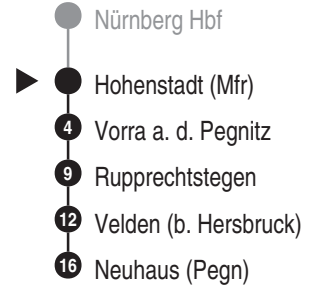 Nürnberg Hbf
Hohenstadt (Mfr)
4 Vorra a. d. Pegnitz
9 Rupprechtstegen
12 Velden (b. Hersbruck)
16 Neuhaus (Pegn)